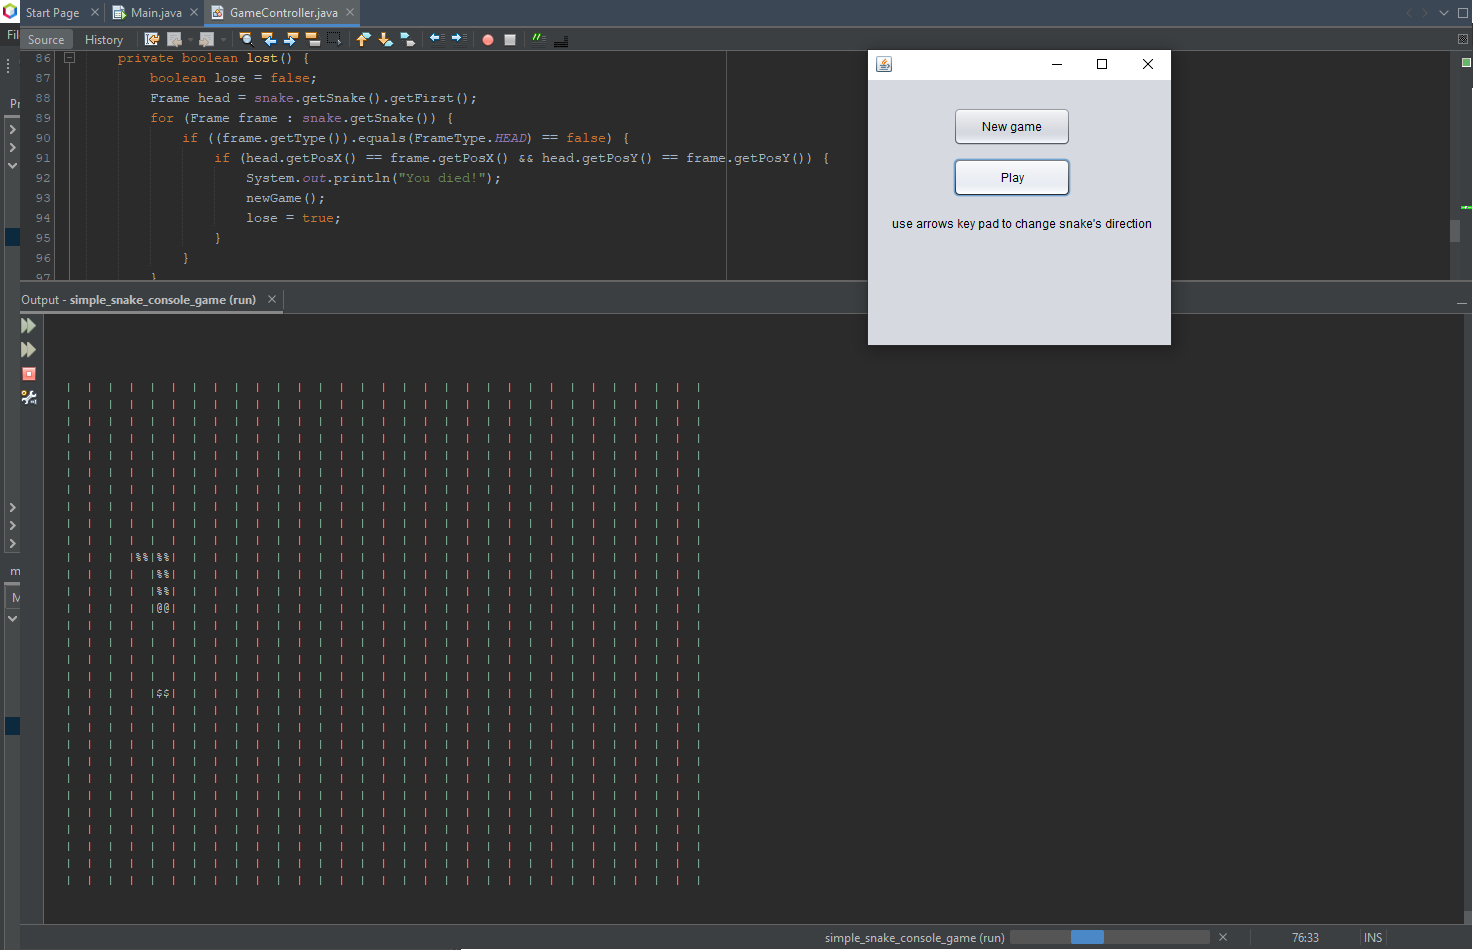 Start Page
Main.java
GameController.java
Fil
Source
History
Pr
86 private boolean lost() {
87 boolean lose = false;
88 Frame head = snake.getSnake().getFirst();
89 for (Frame frame : snake.getSnake()) {
90 if ((frame.getType()).equals(FrameType.HEAD) == false) {
91 if (head.getPosX() == frame.getPosX() && head.getPosY() == frame.getPosY()) {
92 System.out.println("You died!");
93 newGame();
94 lose = true;
95 }
96 }
97 }
New game
Play
use arrows key pad to change snake's direction
Output - simple_snake_console_game (run)
| | | | | | | | | | | | | | | | | | | | | | | | | | | | | | |
| | | | | | | | | | | | | | | | | | | | | | | | | | | | | | |
| | | | | | | | | | | | | | | | | | | | | | | | | | | | | | |
| | | | | | | | | | | | | | | | | | | | | | | | | | | | | | |
| | | | | | | | | | | | | | | | | | | | | | | | | | | | | | |
| | | | | | | | | | | | | | | | | | | | | | | | | | | | | | |
| | | | | | | | | | | | | | | | | | | | | | | | | | | | | | |
| | | | | | | | | | | | | | | | | | | | | | | | | | | | | | |
| | | | | | | | | | | | | | | | | | | | | | | | | | | | | | |
| | | | | | | | | | | | | | | | | | | | | | | | | | | | | | |
| | | |%%|%%| | | | | | | | | | | | | | | | | | | | | | | | | |
| | | | |%%| | | | | | | | | | | | | | | | | | | | | | | | | |
| | | | |%%| | | | | | | | | | | | | | | | | | | | | | | | | |
| | | | |@@| | | | | | | | | | | | | | | | | | | | | | | | | |
| | | | | | | | | | | | | | | | | | | | | | | | | | | | | | |
| | | | | | | | | | | | | | | | | | | | | | | | | | | | | | |
| | | | | | | | | | | | | | | | | | | | | | | | | | | | | | |
| | | | | | | | | | | | | | | | | | | | | | | | | | | | | | |
| | | | |$$| | | | | | | | | | | | | | | | | | | | | | | | | |
| | | | | | | | | | | | | | | | | | | | | | | | | | | | | | |
| | | | | | | | | | | | | | | | | | | | | | | | | | | | | | |
| | | | | | | | | | | | | | | | | | | | | | | | | | | | | | |
| | | | | | | | | | | | | | | | | | | | | | | | | | | | | | |
| | | | | | | | | | | | | | | | | | | | | | | | | | | | | | |
| | | | | | | | | | | | | | | | | | | | | | | | | | | | | | |
| | | | | | | | | | | | | | | | | | | | | | | | | | | | | | |
| | | | | | | | | | | | | | | | | | | | | | | | | | | | | | |
| | | | | | | | | | | | | | | | | | | | | | | | | | | | | | |
| | | | | | | | | | | | | | | | | | | | | | | | | | | | | | |
| | | | | | | | | | | | | | | | | | | | | | | | | | | | | | |
m
M
simple_snake_console_game (run)
76:33
INS